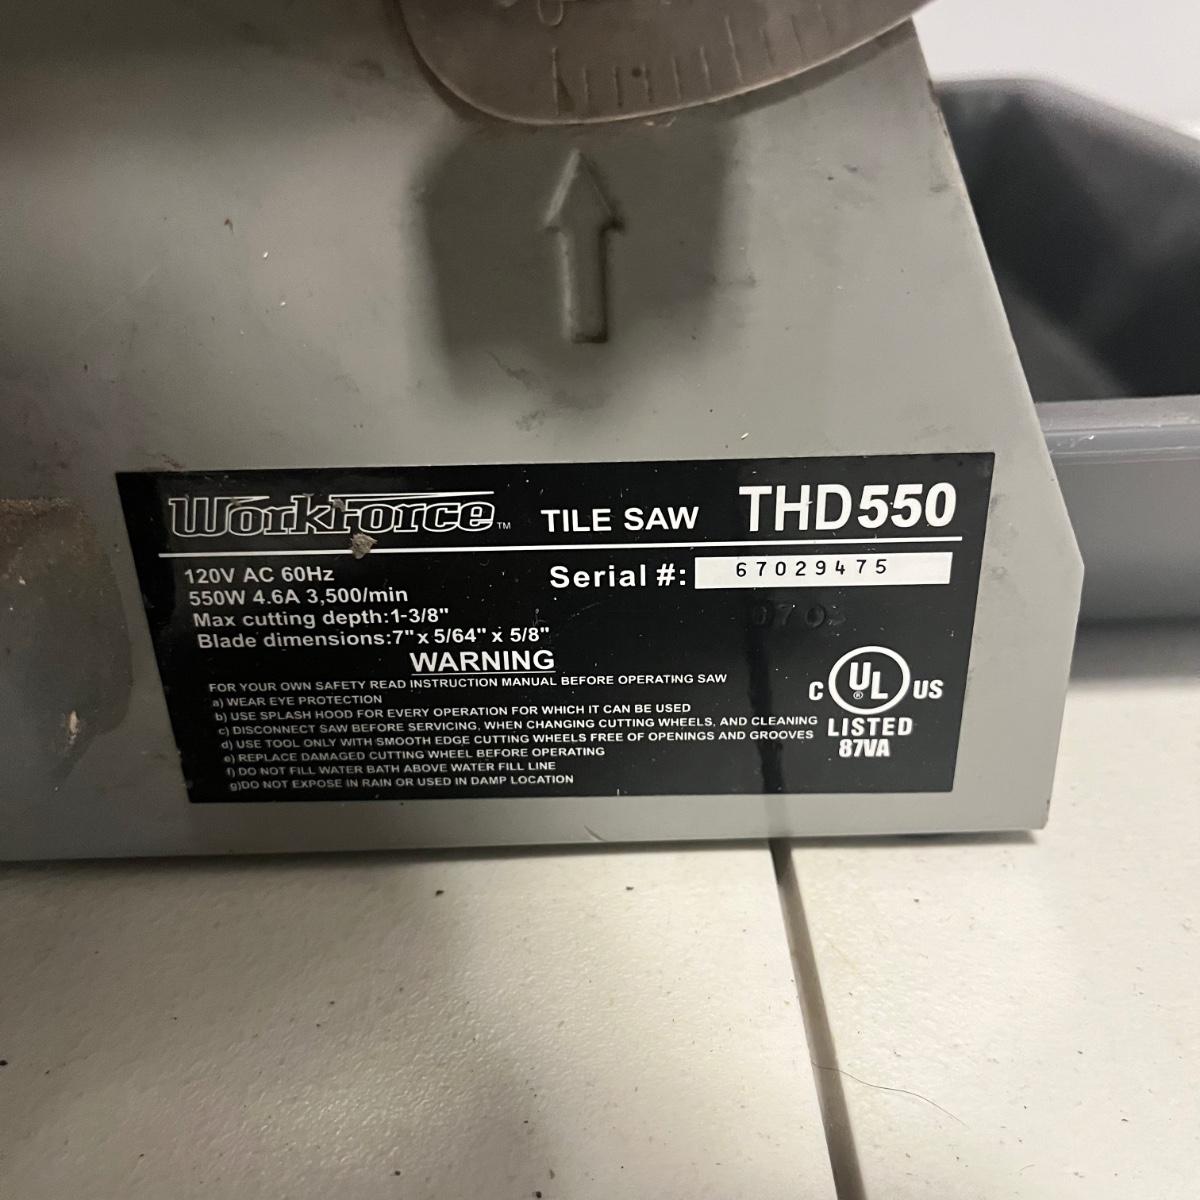 WorkForce™ TILE SAW THD550
120V AC 60Hz
Serial #: 67029475
550W 4.6A 3,500/min
Max cutting depth:1-3/8"
Blade dimensions:7" x 5/64" x 5/8"
WARNING
FOR YOUR OWN SAFETY READ INSTRUCTION MANUAL BEFORE OPERATING SAW
a) WEAR EYE PROTECTION
b) USE SPLASH HOOD FOR EVERY OPERATION FOR WHICH IT CAN BE USED
c) DISCONNECT SAW BEFORE SERVICING, WHEN CHANGING CUTTING WHEELS, AND CLEANING
d) USE TOOL ONLY WITH SMOOTH EDGE CUTTING WHEELS FREE OF OPENINGS AND GROOVES
e) REPLACE DAMAGED CUTTING WHEEL BEFORE OPERATING
f) DO NOT FILL WATER BATH ABOVE WATER FILL LINE
g)DO NOT EXPOSE IN RAIN OR USED IN DAMP LOCATION
C UL ® US
LISTED
87VA